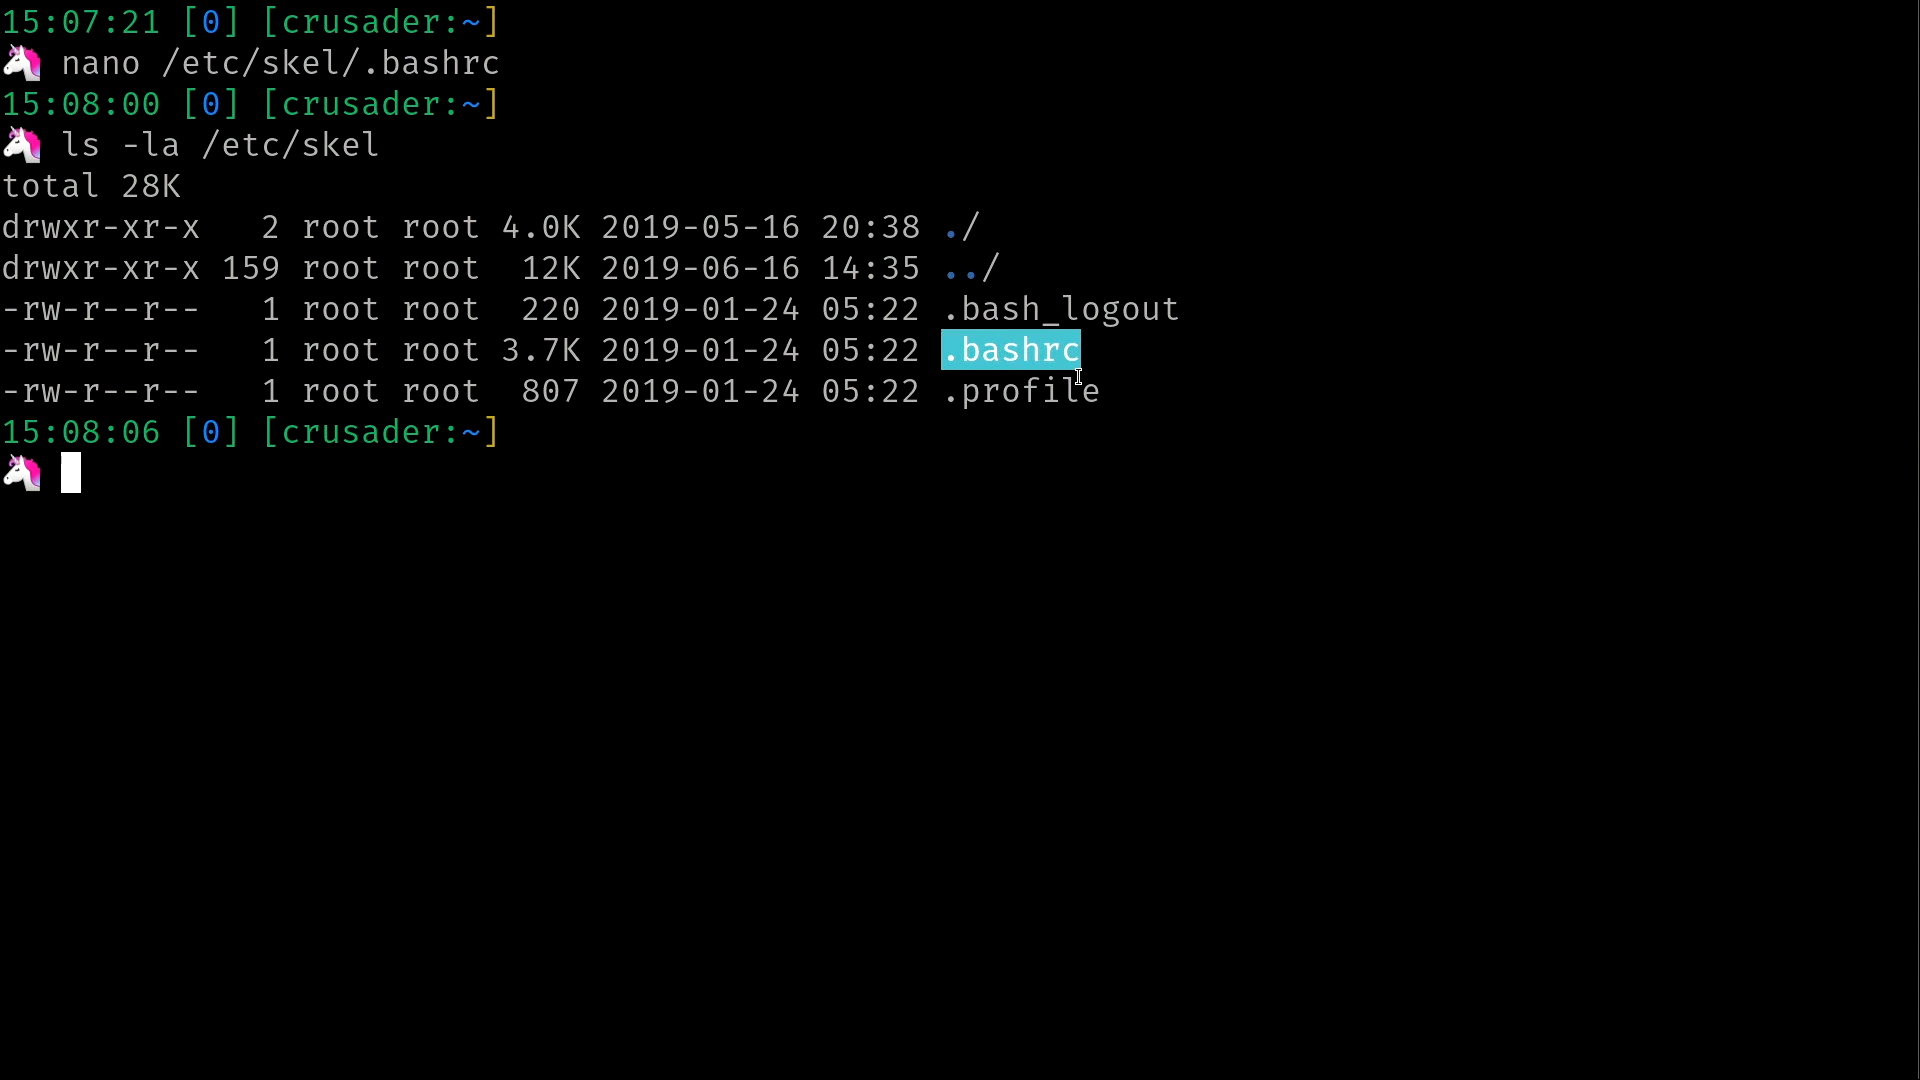 15:07:21 [0] [crusader:~]
🦄 nano /etc/skel/.bashrc
15:08:00 [0] [crusader:~]
🦄 ls -la /etc/skel
total 28K
drwxr-xr-x   2 root root 4.0K 2019-05-16 20:38 ./
drwxr-xr-x 159 root root  12K 2019-06-16 14:35 ../
-rw-r--r--   1 root root  220 2019-01-24 05:22 .bash_logout
-rw-r--r--   1 root root 3.7K 2019-01-24 05:22 .bashrc
-rw-r--r--   1 root root  807 2019-01-24 05:22 .profile
15:08:06 [0] [crusader:~]
🦄